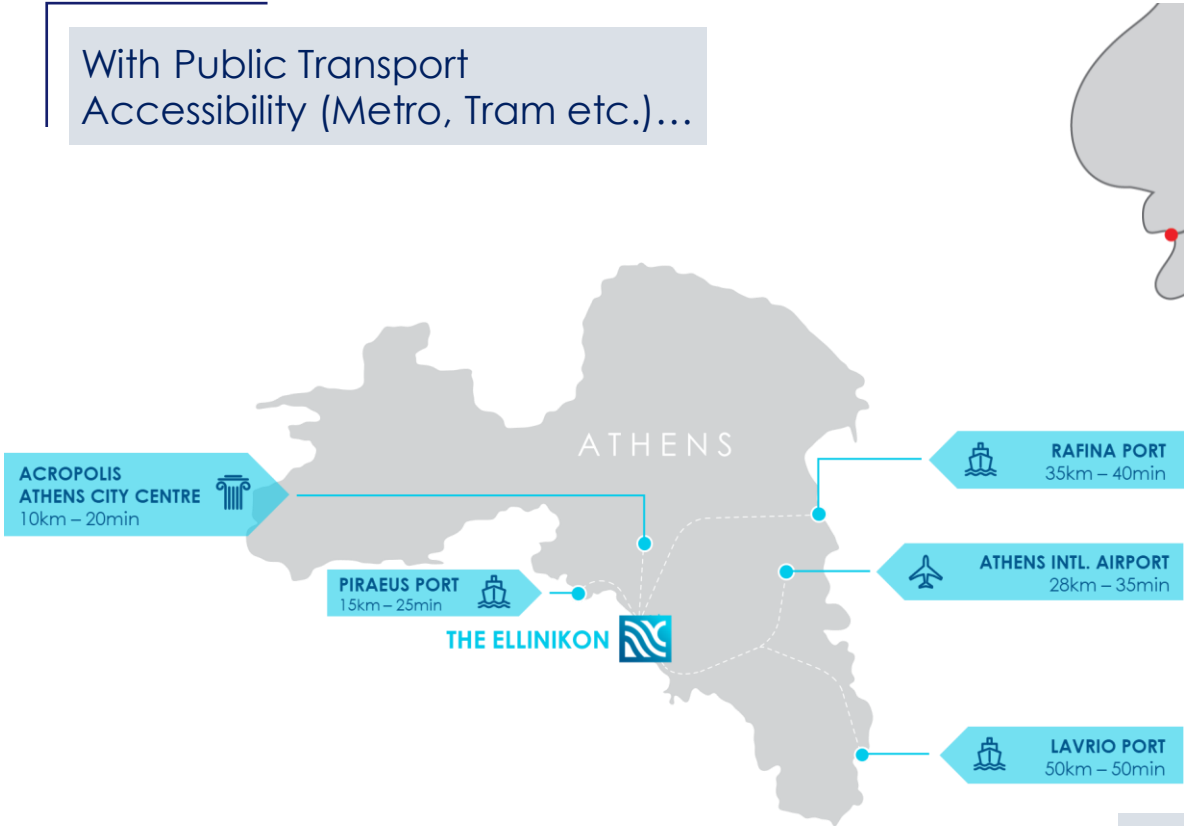 With Public Transport
Accessibility (Metro, Tram etc.)…
ATHENS
ACROPOLIS
ATHENS CITY CENTRE
10km – 20min
RAFINA PORT
35km – 40min
PIRAEUS PORT
15km – 25min
ATHENS INTL. AIRPORT
28km – 35min
THE ELLINIKON
LAVRIO PORT
50km – 50min